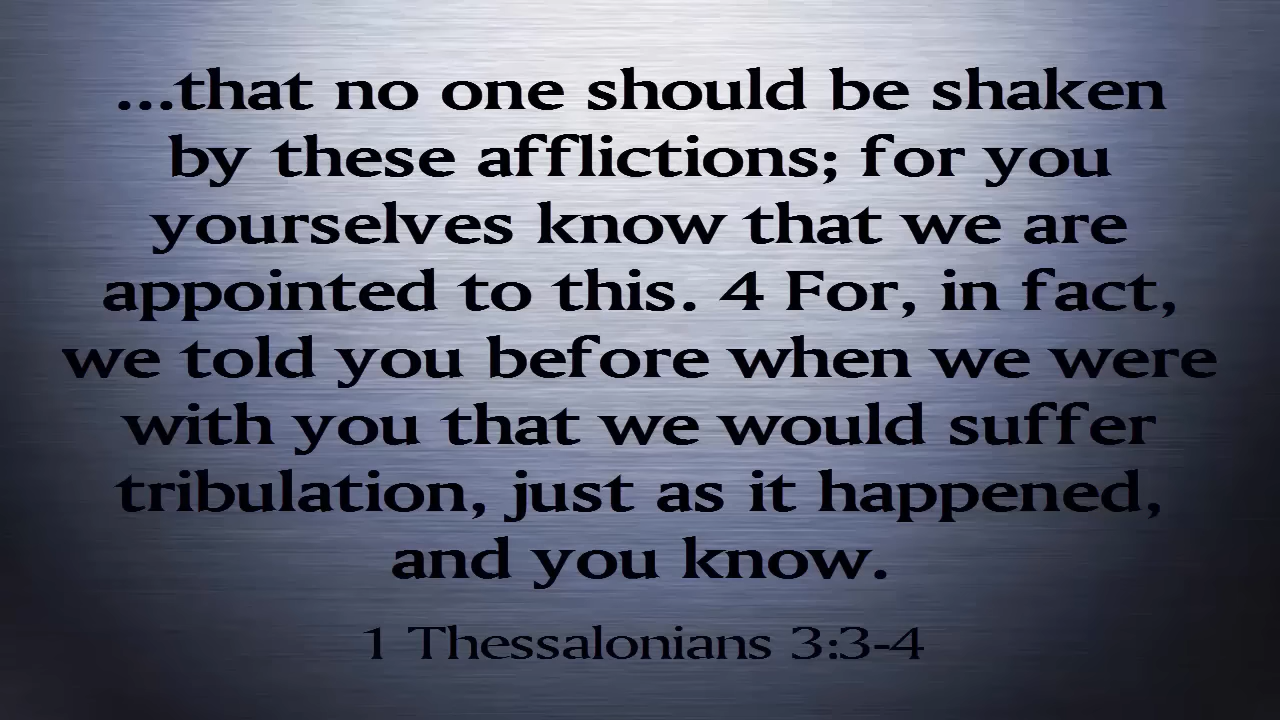 ...that no one should be shaken
by these afflictions; for you
yourselves know that we are
appointed to this. 4 For, in fact,
we told you before when we were
with you that we would suffer
tribulation, just as it happened,
and you know.
1 Thessalonians 3:3-4